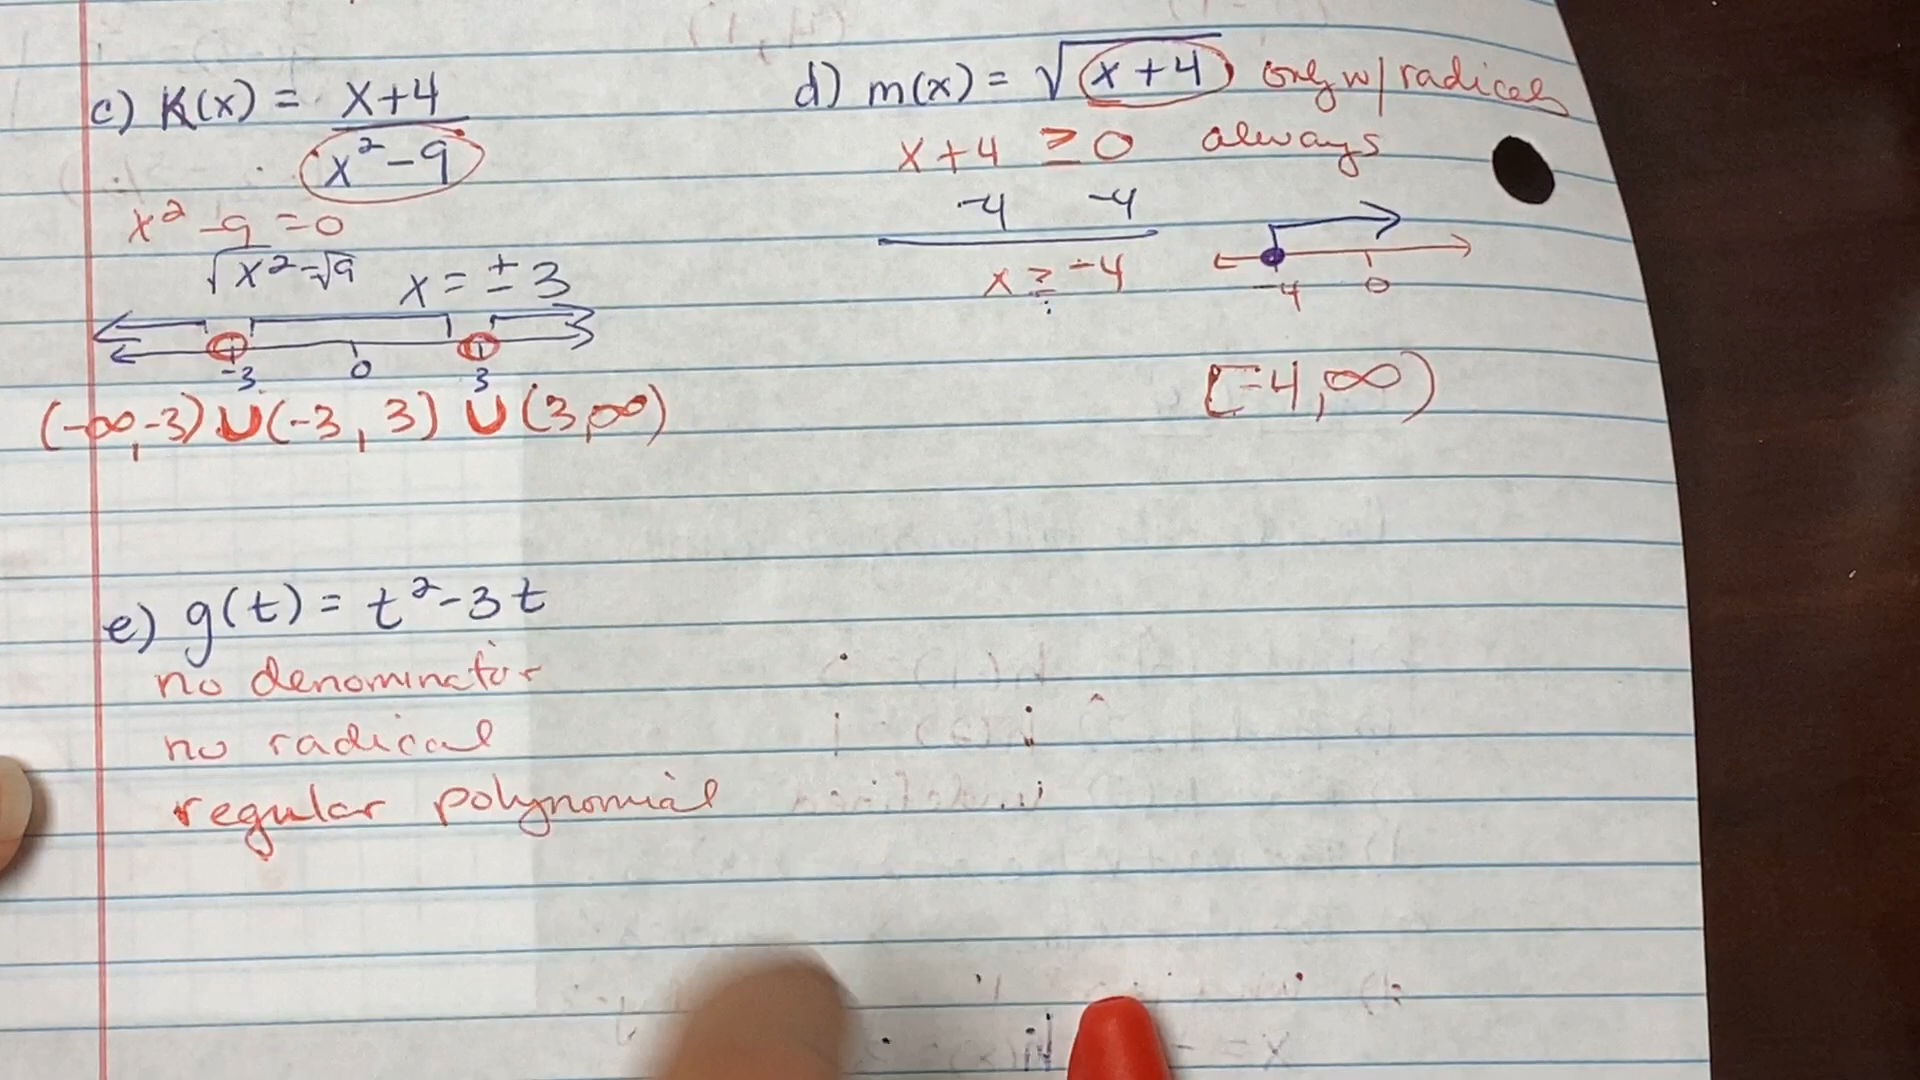 c) K(x) = x+4
x²-9
x² -9 =0
√x² = √9 x = ± 3
-3 0 3
(-∞,-3) ∪ (-3, 3) ∪ (3,∞)
d) m(x) = √x+4 only w/ radicals
x+4 ≥ 0 always
-4 -4
x ≥ -4
-4 0
[-4,∞)
e) g(t) = t²-3t
no denominator
no radical
regular polynomial